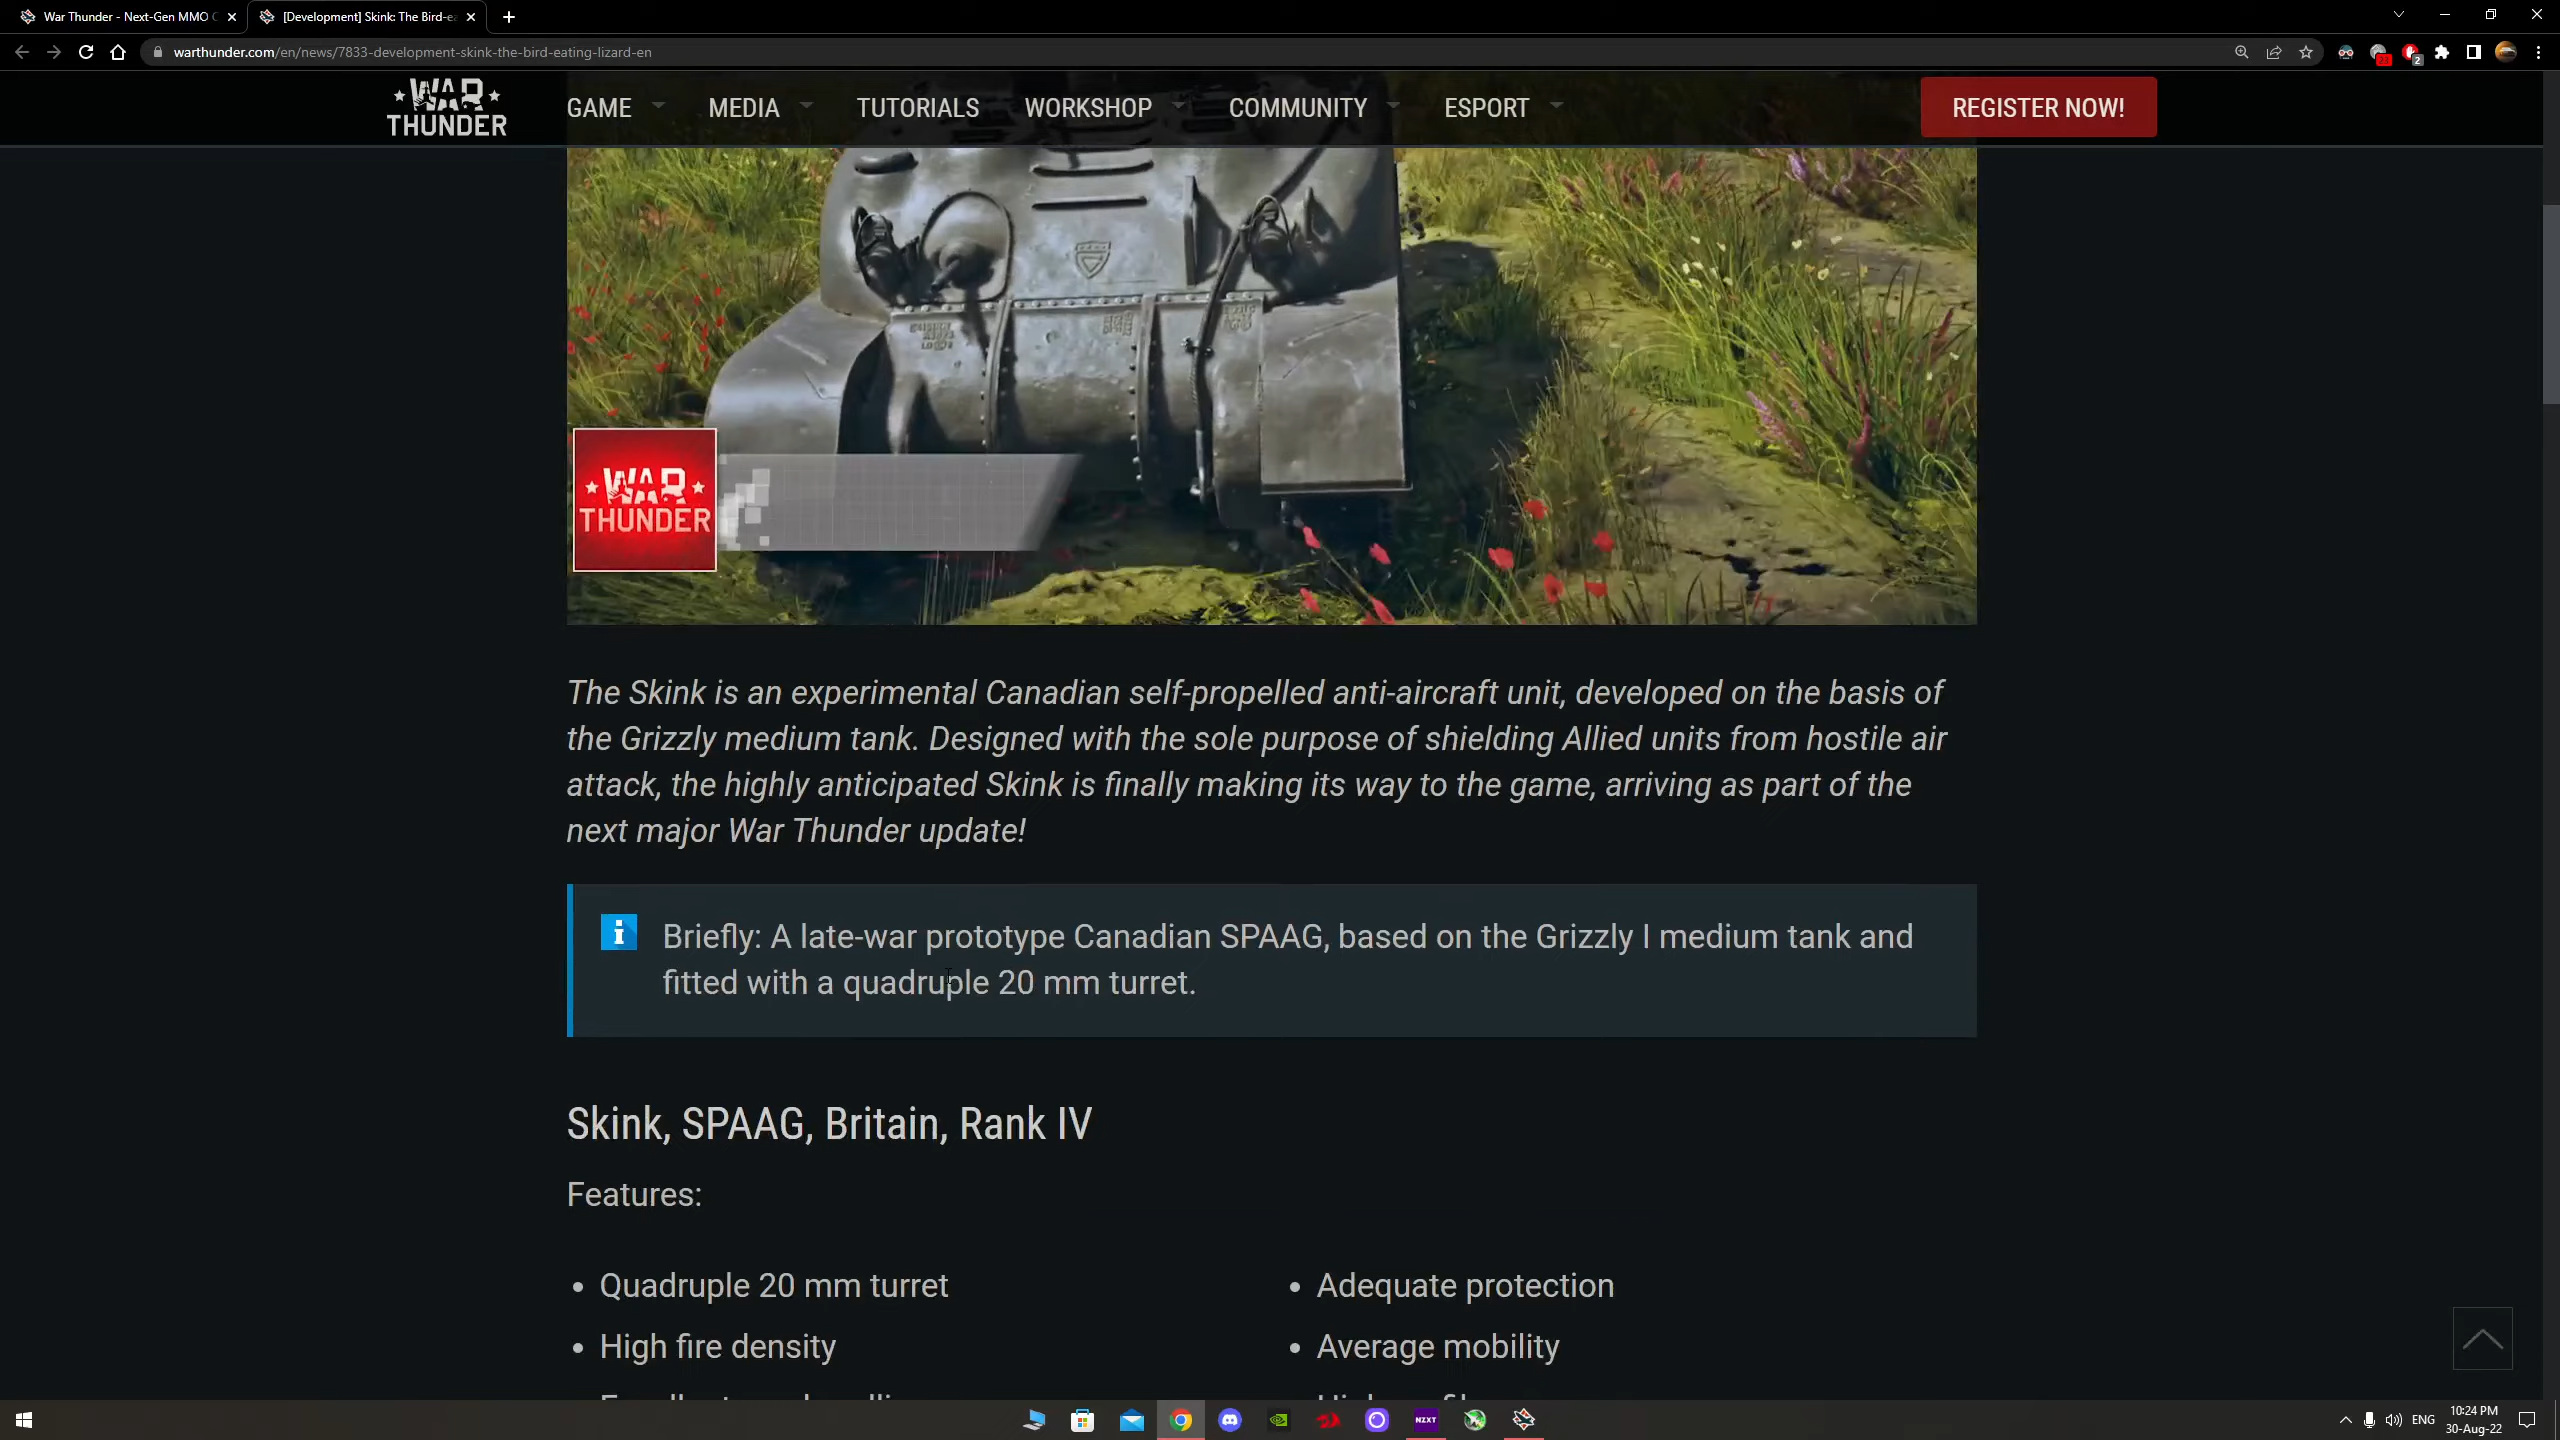 War Thunder - Next-Gen MMO C
[Development] Skink: The Bird-ea
warthunder.com/en/news/7833-development-skink-the-bird-eating-lizard-en
WAR THUNDER
GAME
MEDIA
TUTORIALS
WORKSHOP
COMMUNITY
ESPORT
REGISTER NOW!
WAR
THUNDER
The Skink is an experimental Canadian self-propelled anti-aircraft unit, developed on the basis of
the Grizzly medium tank. Designed with the sole purpose of shielding Allied units from hostile air
attack, the highly anticipated Skink is finally making its way to the game, arriving as part of the
next major War Thunder update!
Briefly: A late-war prototype Canadian SPAAG, based on the Grizzly I medium tank and
fitted with a quadruple 20 mm turret.
Skink, SPAAG, Britain, Rank IV
Features:
Quadruple 20 mm turret
Adequate protection
High fire density
Average mobility
NZXT
ENG
10:24 PM
30-Aug-22